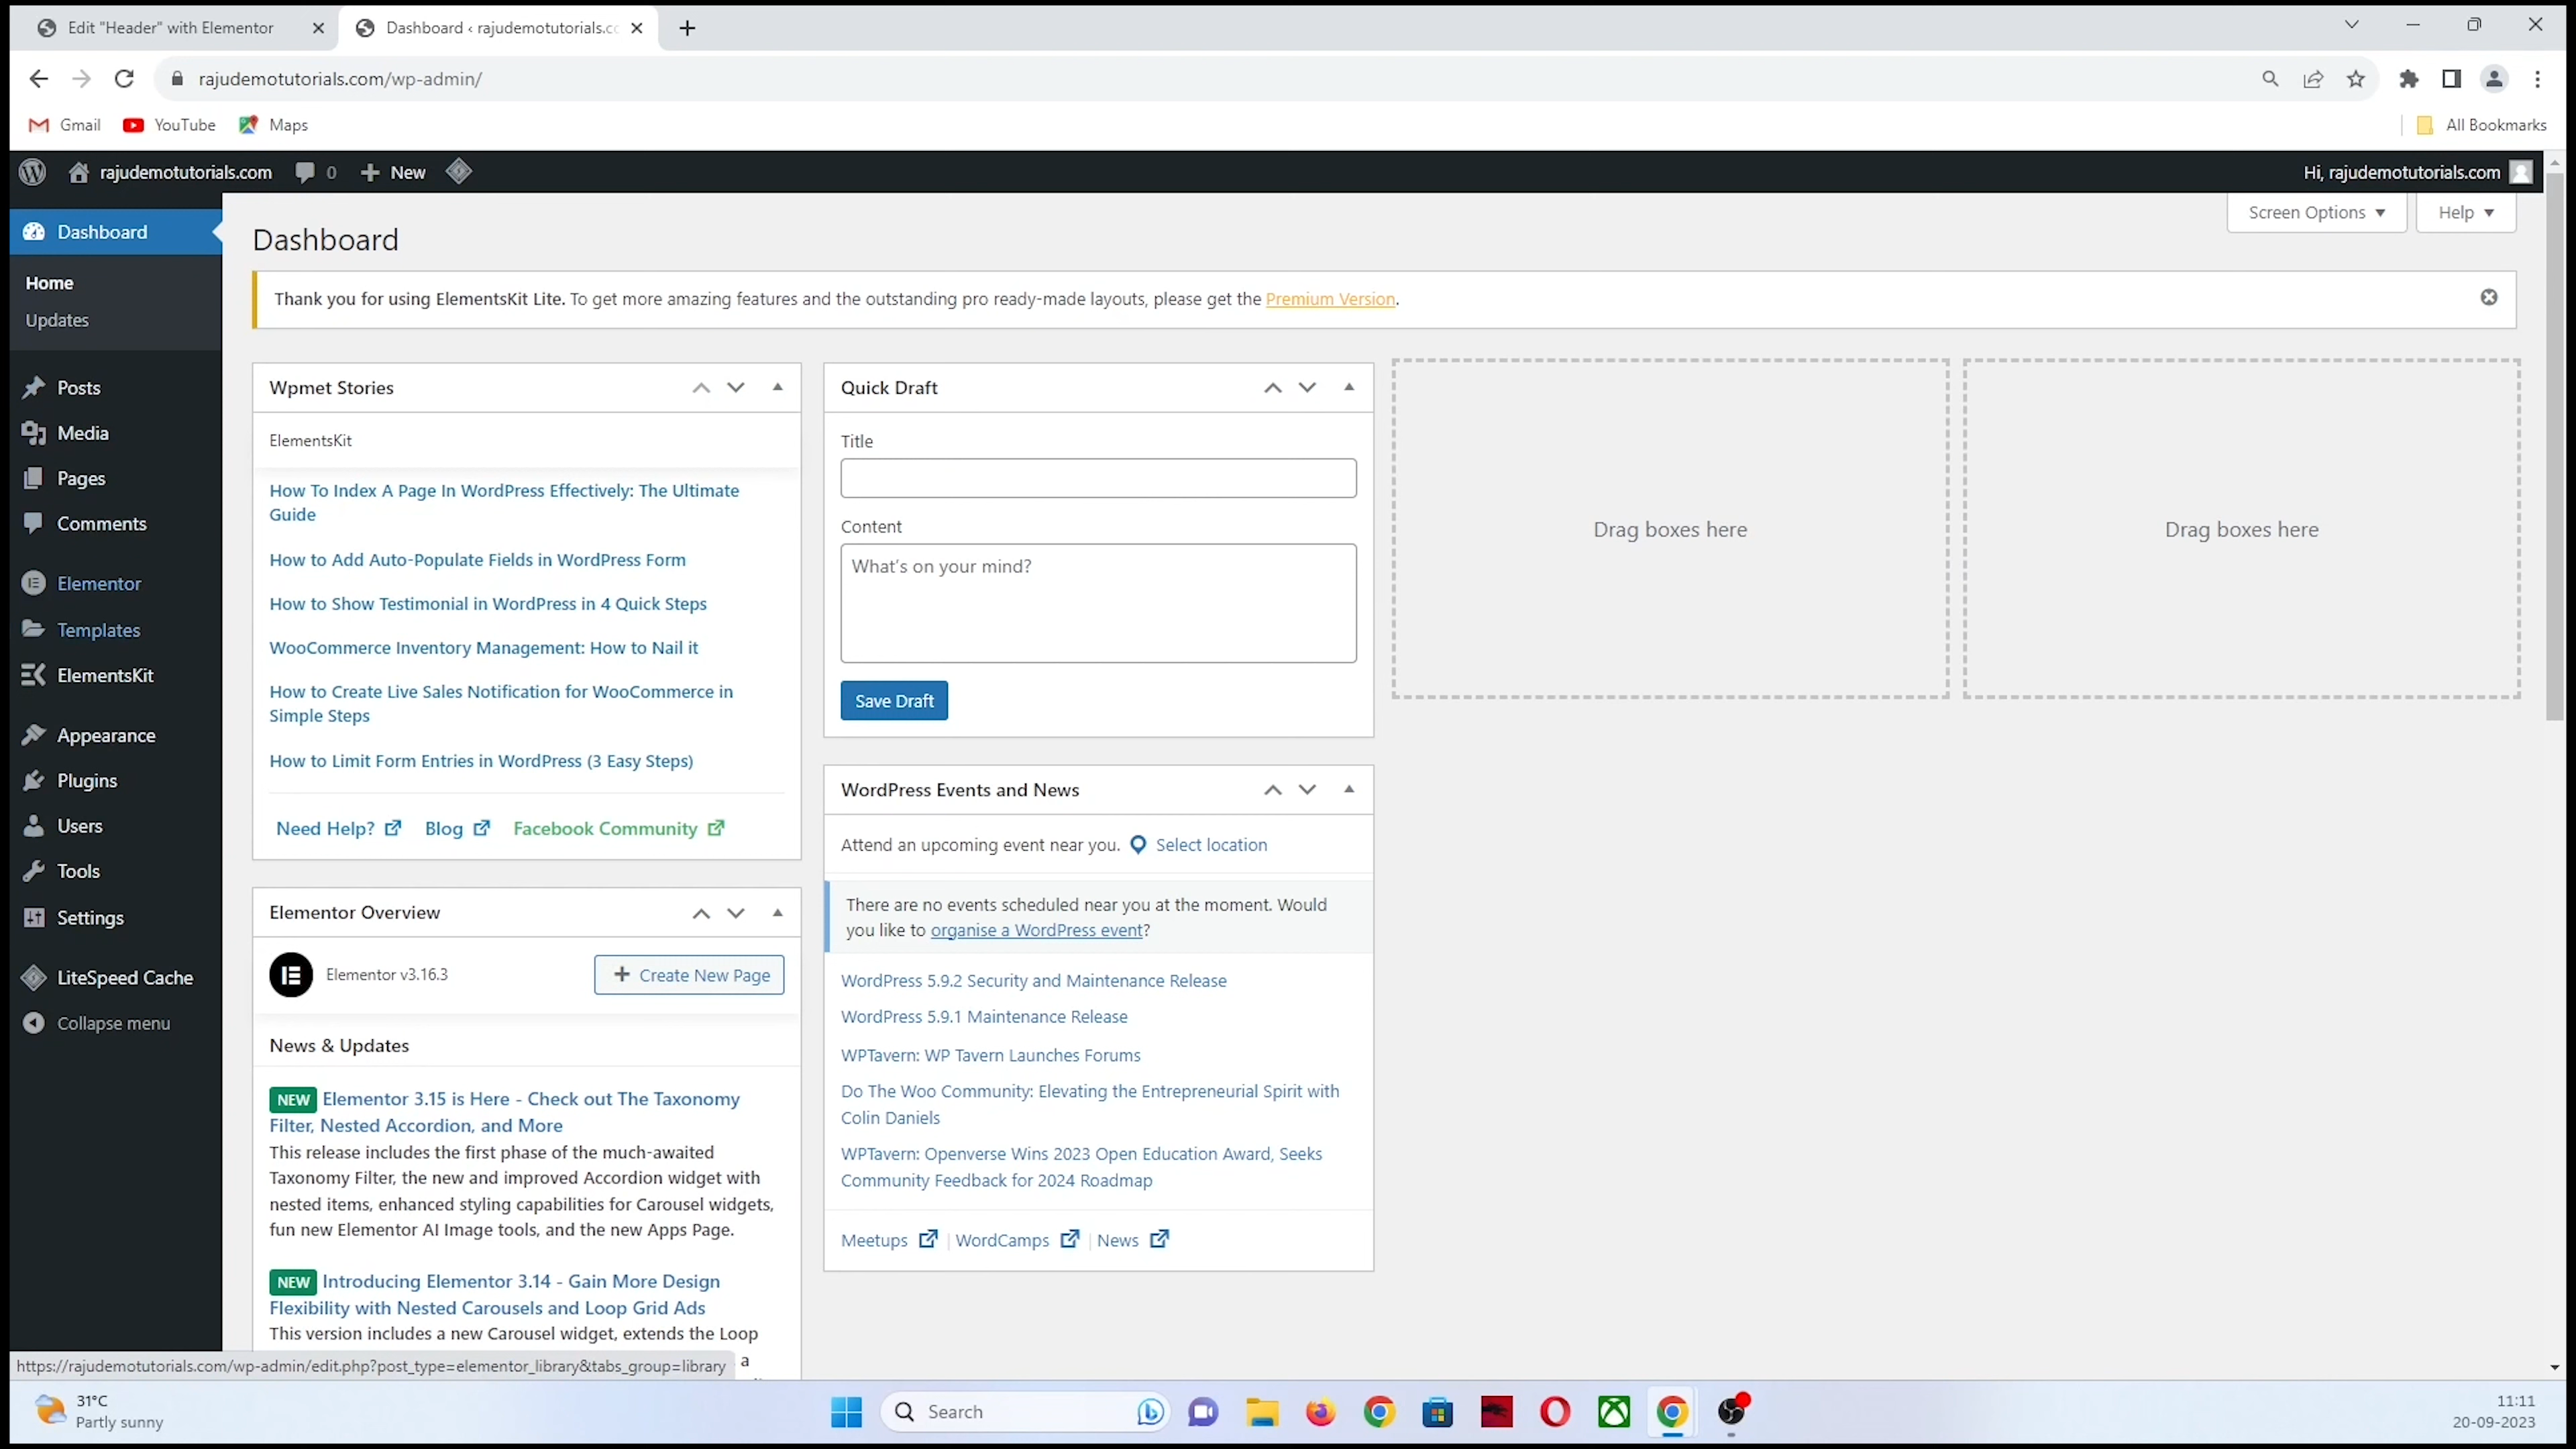 Edit "Header" with Elementor
Dashboard ‹ rajudemotutorials.co
rajudemotutorials.com/wp-admin/
Gmail
YouTube
Maps
All Bookmarks
rajudemotutorials.com
0
New
Hi, rajudemotutorials.com
Screen Options
Help
Dashboard
Home
Updates
Posts
Media
Pages
Comments
Elementor
Templates
ElementsKit
Appearance
Plugins
Users
Tools
Settings
LiteSpeed Cache
Collapse menu
Dashboard
Thank you for using ElementsKit Lite. To get more amazing features and the outstanding pro ready-made layouts, please get the Premium Version.
Wpmet Stories
ElementsKit
How To Index A Page In WordPress Effectively: The Ultimate
Guide
How to Add Auto-Populate Fields in WordPress Form
How to Show Testimonial in WordPress in 4 Quick Steps
WooCommerce Inventory Management: How to Nail it
How to Create Live Sales Notification for WooCommerce in
Simple Steps
How to Limit Form Entries in WordPress (3 Easy Steps)
Need Help?
Blog
Facebook Community
Elementor Overview
Elementor v3.16.3
Create New Page
News & Updates
NEW Elementor 3.15 is Here - Check out The Taxonomy
Filter, Nested Accordion, and More
This release includes the first phase of the much-awaited
Taxonomy Filter, the new and improved Accordion widget with
nested items, enhanced styling capabilities for Carousel widgets,
fun new Elementor AI Image tools, and the new Apps Page.
NEW Introducing Elementor 3.14 - Gain More Design
Flexibility with Nested Carousels and Loop Grid Ads
This version includes a new Carousel widget, extends the Loop
a
Quick Draft
Title
Content
What's on your mind?
Save Draft
WordPress Events and News
Attend an upcoming event near you. Select location
There are no events scheduled near you at the moment. Would
you like to organise a WordPress event?
WordPress 5.9.2 Security and Maintenance Release
WordPress 5.9.1 Maintenance Release
WPTavern: WP Tavern Launches Forums
Do The Woo Community: Elevating the Entrepreneurial Spirit with
Colin Daniels
WPTavern: Openverse Wins 2023 Open Education Award, Seeks
Community Feedback for 2024 Roadmap
Meetups
WordCamps
News
Drag boxes here
Drag boxes here
https://rajudemotutorials.com/wp-admin/edit.php?post_type=elementor_library&tabs_group=library
31°C
Partly sunny
Search
11:11
20-09-2023